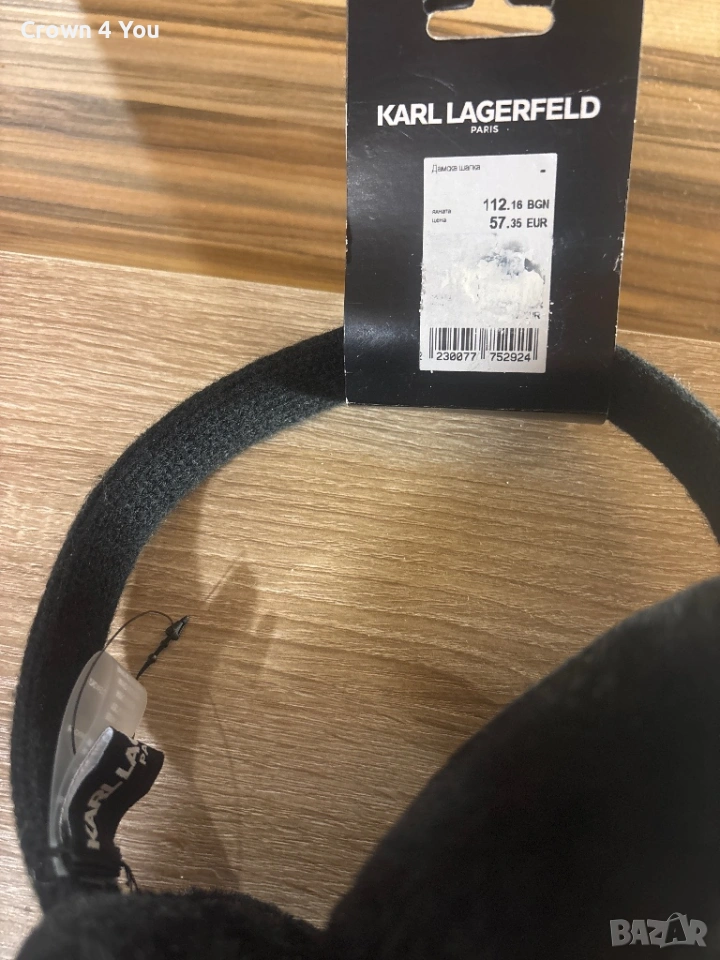 Crown 4 You
KARL LAGERFELD
PARIS
Дамска шапка -
112.16 BGN
цена 57.35 EUR
230077 752924
KARL LA
BAZAR